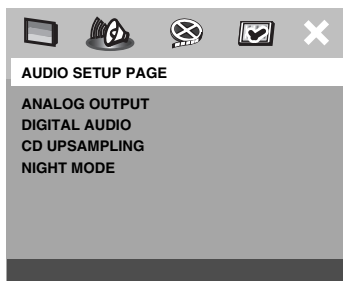 AUDIO SETUP PAGE
ANALOG OUTPUT
DIGITAL AUDIO
CD UPSAMPLING
NIGHT MODE